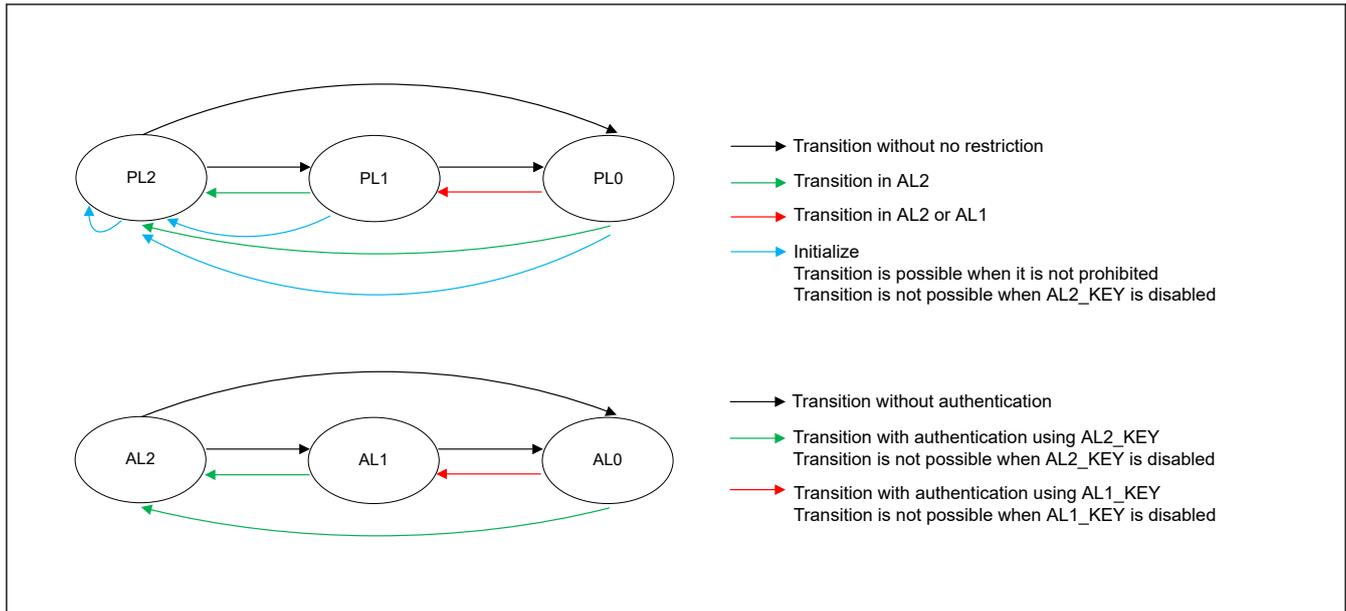 PL2
PL1
PL0
Transition without no restriction
Transition in AL2
Transition in AL2 or AL1
Initialize
Transition is possible when it is not prohibited
Transition is not possible when AL2_KEY is disabled
AL2
AL1
AL0
Transition without authentication
Transition with authentication using AL2_KEY
Transition is not possible when AL2_KEY is disabled
Transition with authentication using AL1_KEY
Transition is not possible when AL1_KEY is disabled